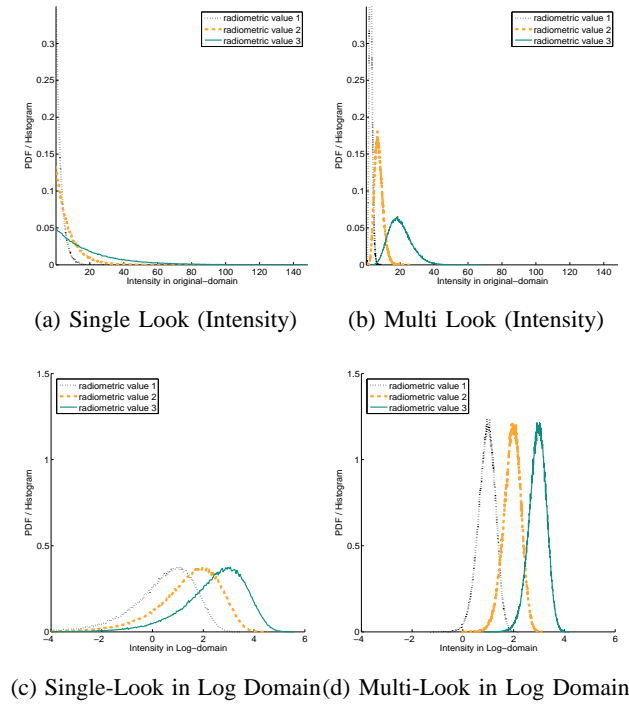 radiometric value 1
radiometric value 2
radiometric value 3
PDF / Histogram
0.3
0.25
0.2
0.15
0.1
0.05
0
20 40 60 80 100 120 140
Intensity in original−domain
(a) Single Look (Intensity)
radiometric value 1
radiometric value 2
radiometric value 3
PDF / Histogram
0.3
0.25
0.2
0.15
0.1
0.05
0
20 40 60 80 100 120 140
Intensity in original−domain
(b) Multi Look (Intensity)
radiometric value 1
radiometric value 2
radiometric value 3
PDF / Histogram
1.5
1
0.5
0
−4 −2 0 2 4 6
Intensity in Log−domain
(c) Single-Look in Log Domain
radiometric value 1
radiometric value 2
radiometric value 3
PDF / Histogram
1.5
1
0.5
0
−4 −2 0 2 4 6
Intensity in Log−domain
(d) Multi-Look in Log Domain